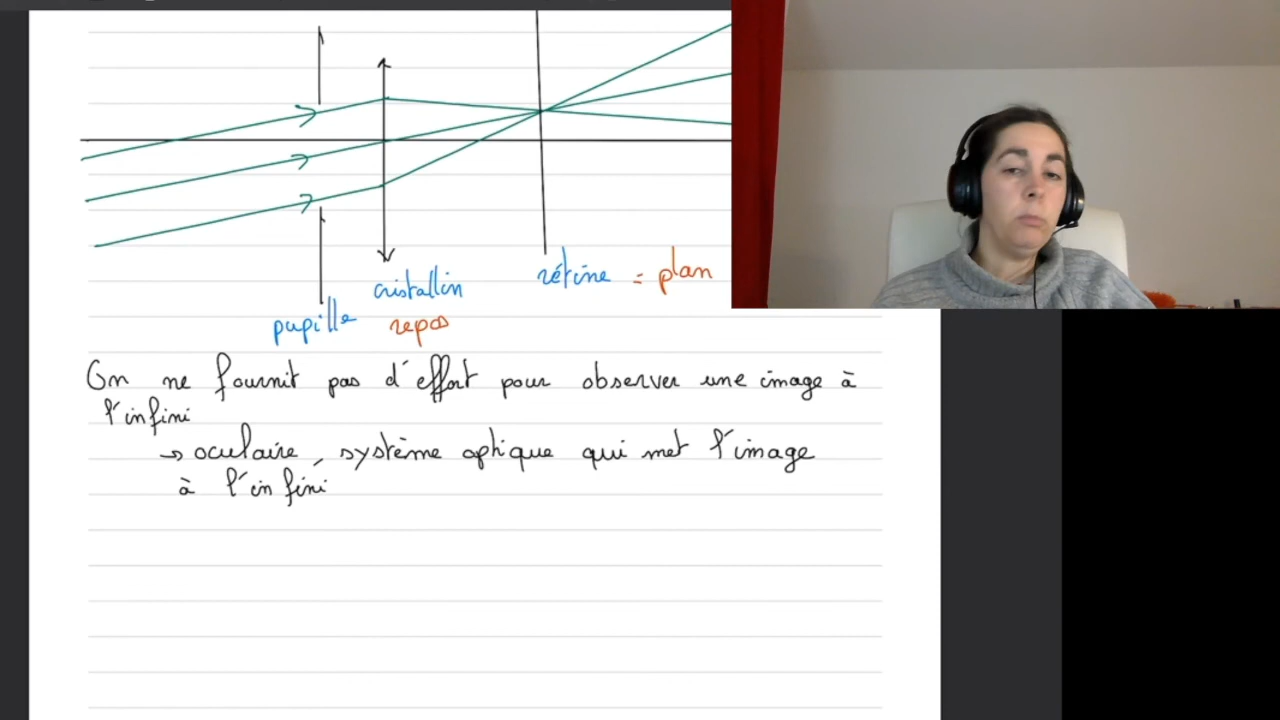 rétine = plan
cristallin
pupille repos
On ne fournit pas d'effort pour observer une image à
l'infini
→ oculaire, système optique qui met l'image
à l'infini